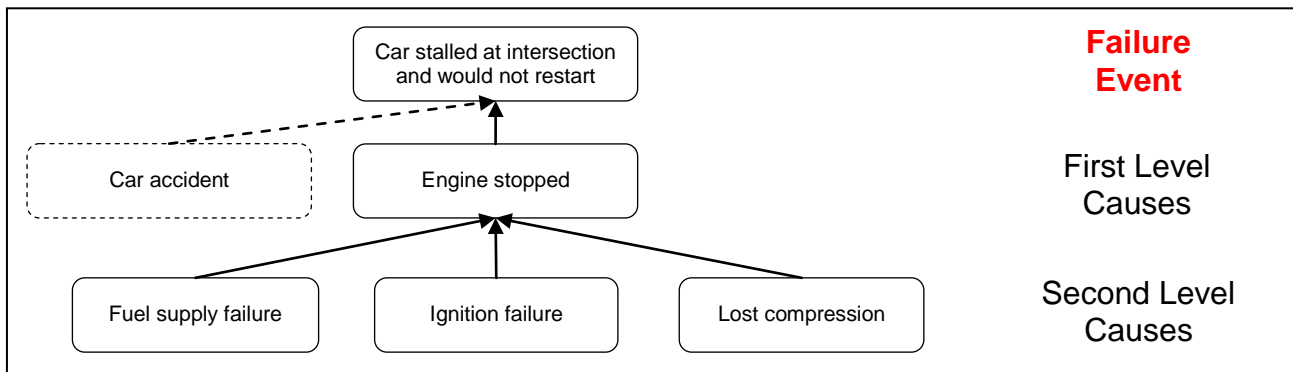 Car stalled at intersection
and would not restart
Failure
Event
Car accident
Engine stopped
First Level
Causes
Fuel supply failure
Ignition failure
Lost compression
Second Level
Causes